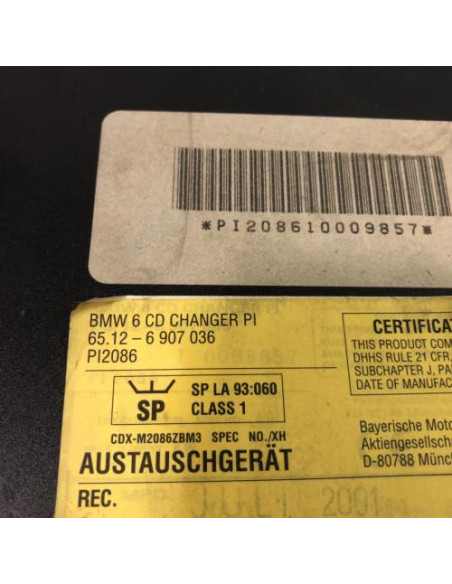 *PI208610009857*
BMW 6 CD CHANGER PI
65.12 - 6 907 036
PI2086
SP
SP LA 93:060
CLASS 1
CDX-M2086ZBM3 SPEC NO./XH
AUSTAUSCHGERÄT
REC. 2001
CERTIFICAT
THIS PRODUCT COM
DHHS RULE 21 CFR,
SUBCHAPTER J, PA
DATE OF MANUFAC
Bayerische Moto
Aktiengesellsch
D-80788 Münch